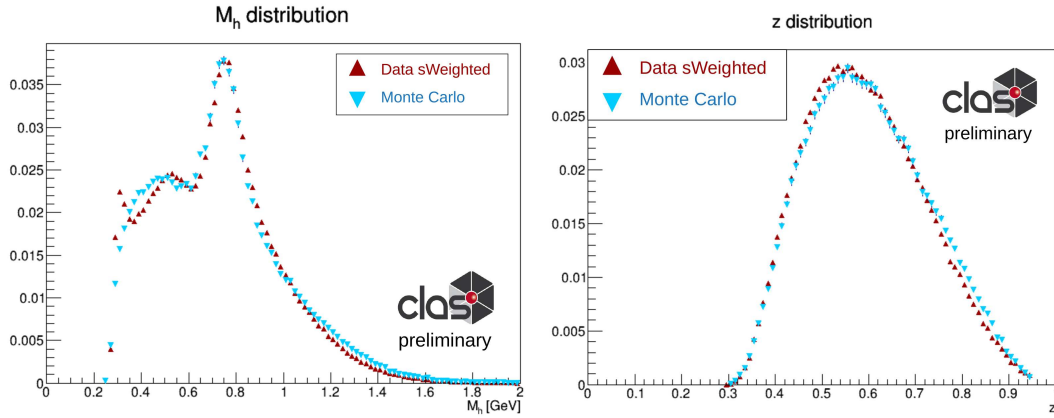 M_h distribution
Data sWeighted
Monte Carlo
0.035
0.03
0.025
0.02
0.015
0.01
0.005
0
clas
preliminary
0 0.2 0.4 0.6 0.8 1 1.2 1.4 1.6 1.8 2
M_h [GeV]
z distribution
Data sWeighted
Monte Carlo
0.03
0.025
0.02
0.015
0.01
0.005
0
clas
preliminary
0 0.1 0.2 0.3 0.4 0.5 0.6 0.7 0.8 0.9 1
z